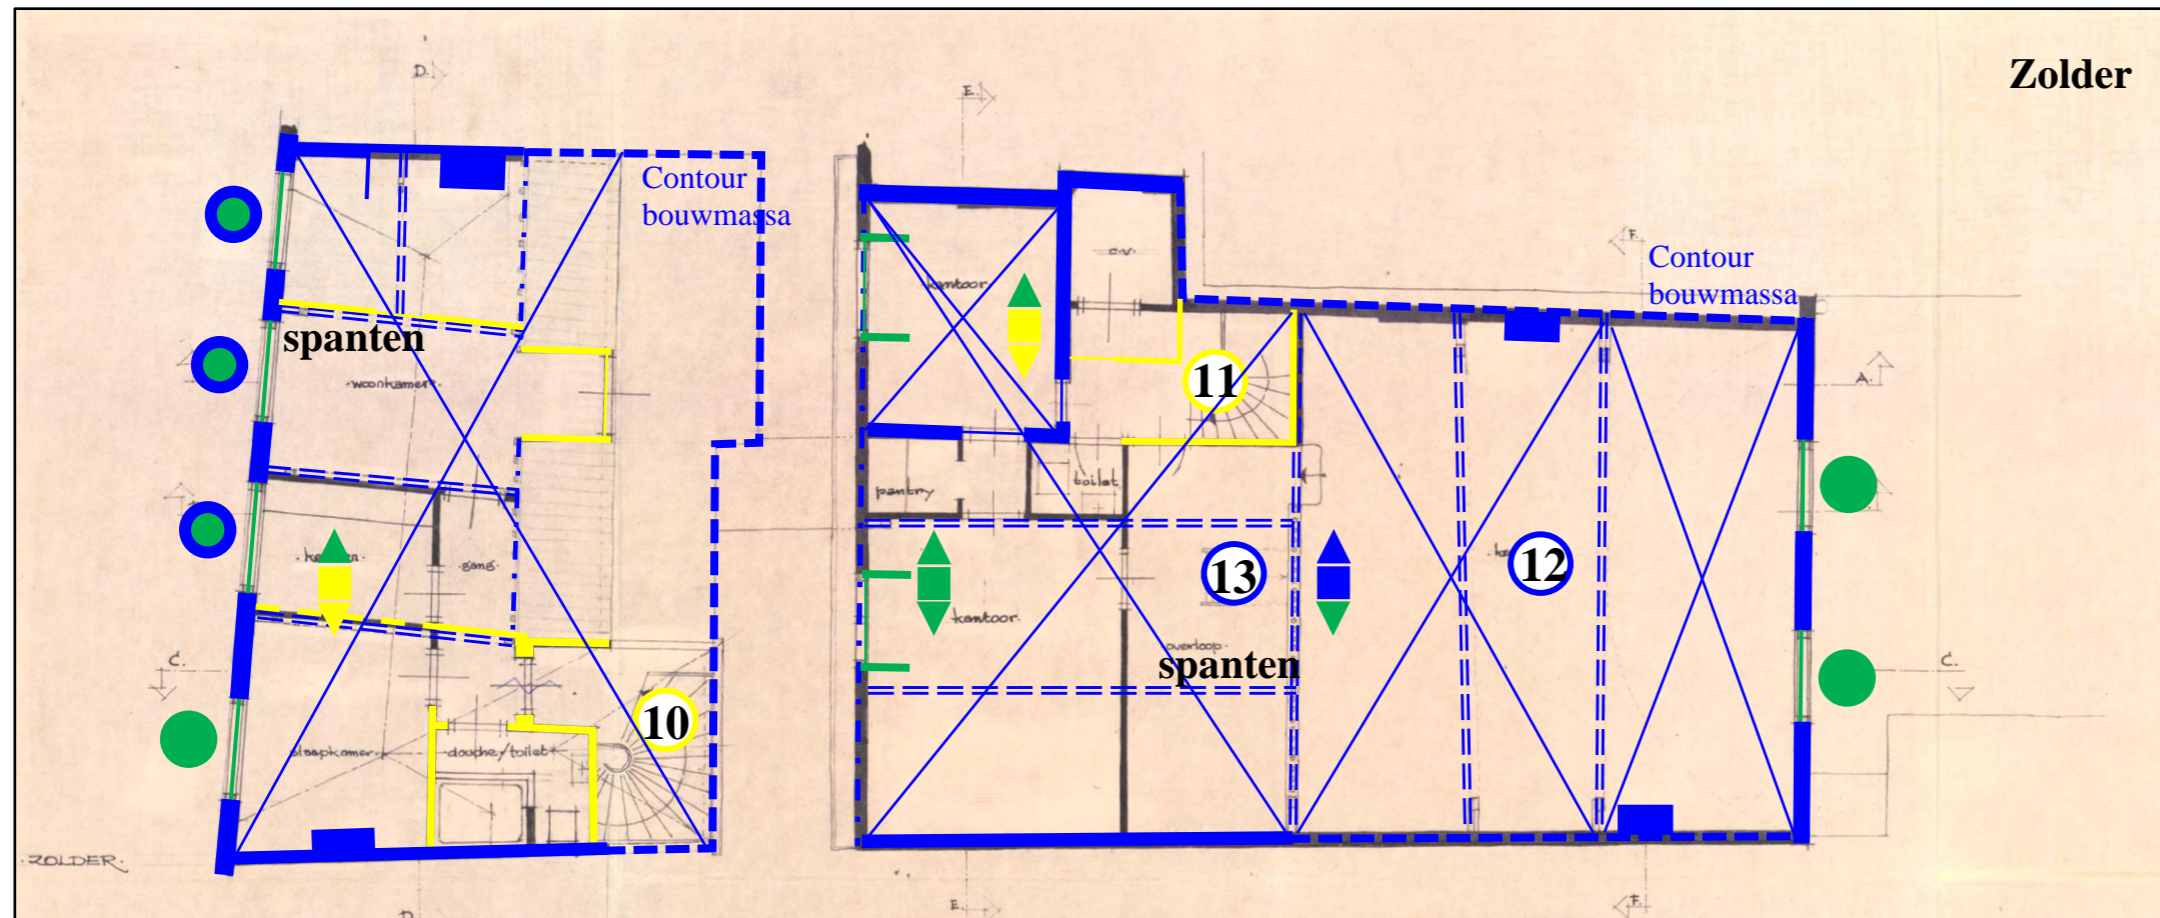 Zolder
D.
E.
Contour
bouwmassa
F.
Contour
bouwmassa
c.v.
kantoor.
spanten
woonkamer.
11
A.
pantry
toilet
gang.
12
13
kantoor.
overloop.
spanten
C.
C.
10
slaapkamer.
douche/toilet
.ZOLDER.
D.
E.
F.